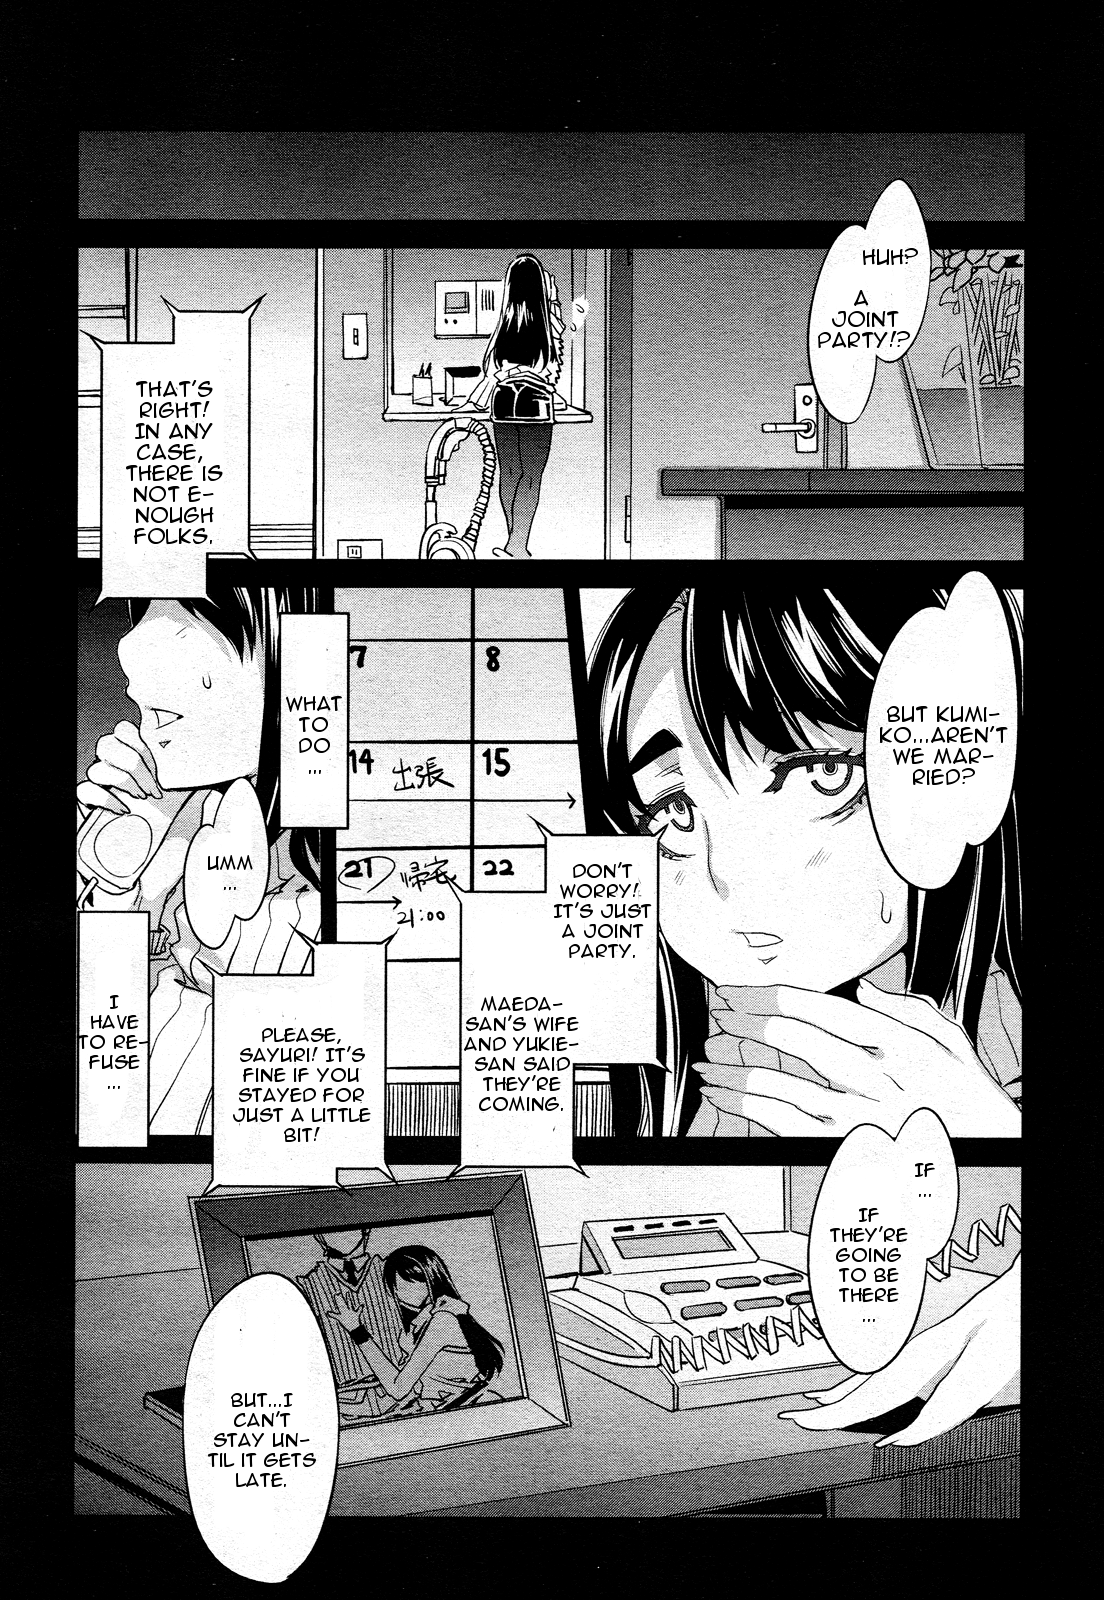 HUH?
A
JOINT
PARTY!?
THAT'S
RIGHT!
IN ANY
CASE,
THERE IS
NOT E-
NOUGH
FOLKS.
BUT KUMI-
KO...AREN'T
WE MAR-
RIED?
DON'T
WORRY!
IT'S JUST
A JOINT
PARTY.
MAEDA-
SAN'S WIFE
AND YUKIE-
SAN SAID
THEY'RE
COMING.
7
8
14
出張
15
21
帰宅
21:00
22
WHAT
TO
DO
...
UMM
...
PLEASE,
SAYURI! IT'S
FINE IF YOU
STAYED FOR
JUST A LITTLE
BIT!
I
HAVE
TO RE-
FUSE
...
IF
...
IF
THEY'RE
GOING
TO BE
THERE
...
BUT...I
CAN'T
STAY UN-
TIL IT GETS
LATE.